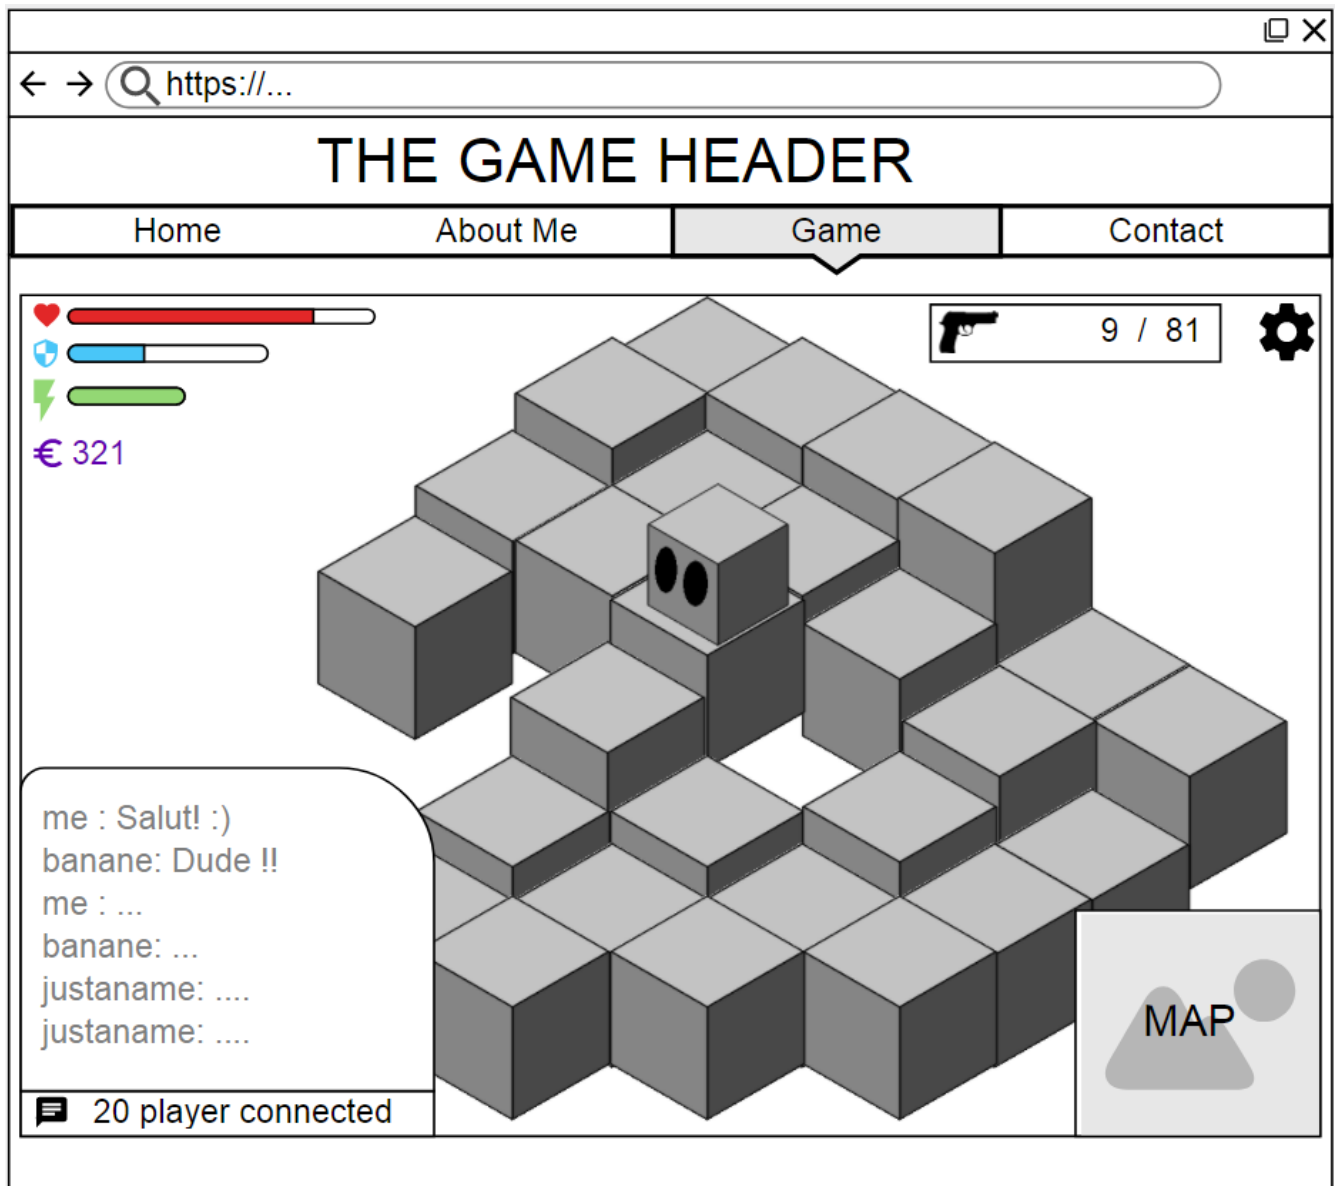 https://...
THE GAME HEADER
Home About Me Game Contact
9 / 81
€ 321
me : Salut! :)
banane: Dude !!
me : ...
banane: ...
justaname: ....
justaname: ....
MAP
20 player connected